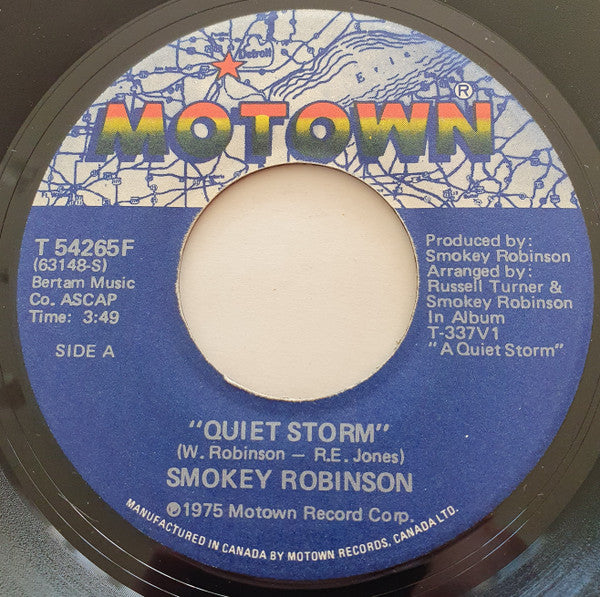 Detroit
ERIE
MOTOWN®
T 54265F
(63148-S)
Bertam Music
Co. ASCAP
Time: 3:49
SIDE A
Produced by:
Smokey Robinson
Arranged by:
Russell Turner &
Smokey Robinson
In Album
T-337V1
"A Quiet Storm"
"QUIET STORM"
(W. Robinson — R.E. Jones)
SMOKEY ROBINSON
℗1975 Motown Record Corp.
MANUFACTURED IN CANADA BY MOTOWN RECORDS, CANADA LTD.